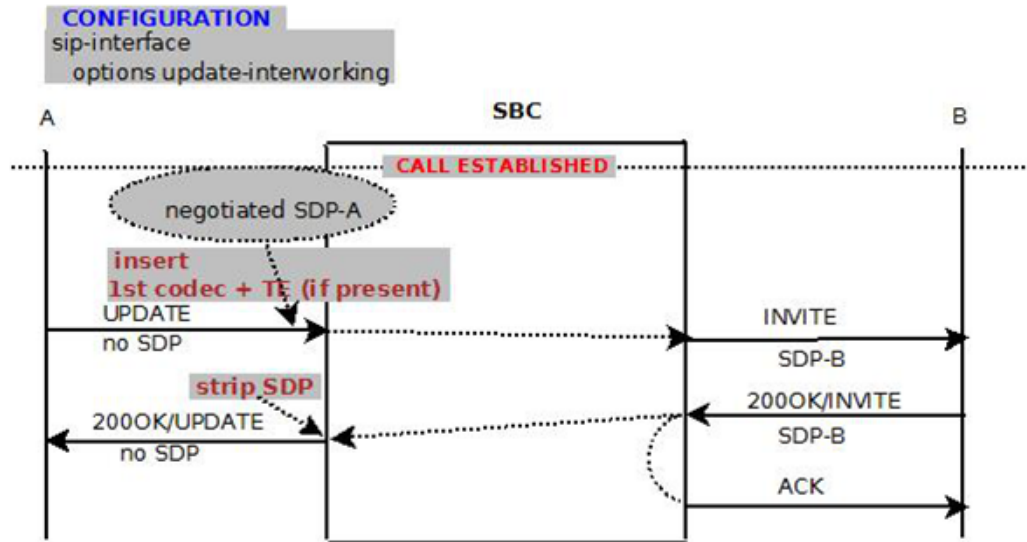 CONFIGURATION
sip-interface
options update-interworking
SBC
A
B
CALL ESTABLISHED
negotiated SDP-A
insert
1st codec + TE (if present)
UPDATE
no SDP
INVITE
SDP-B
strip SDP
200OK/UPDATE
no SDP
200OK/INVITE
SDP-B
ACK